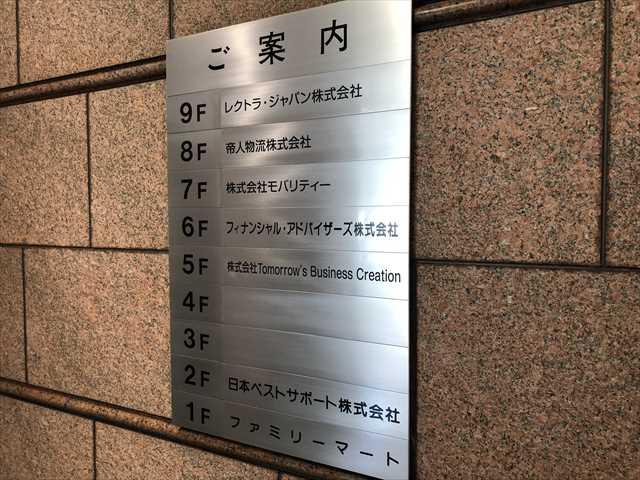 ご案内
9F レクトラ・ジャパン株式会社
8F 帝人物流株式会社
7F 株式会社モバリティー
6F フィナンシャル・アドバイザーズ株式会社
5F 株式会社Tomorrow's Business Creation
4F
3F
2F 日本ベストサポート株式会社
1F ファミリーマート